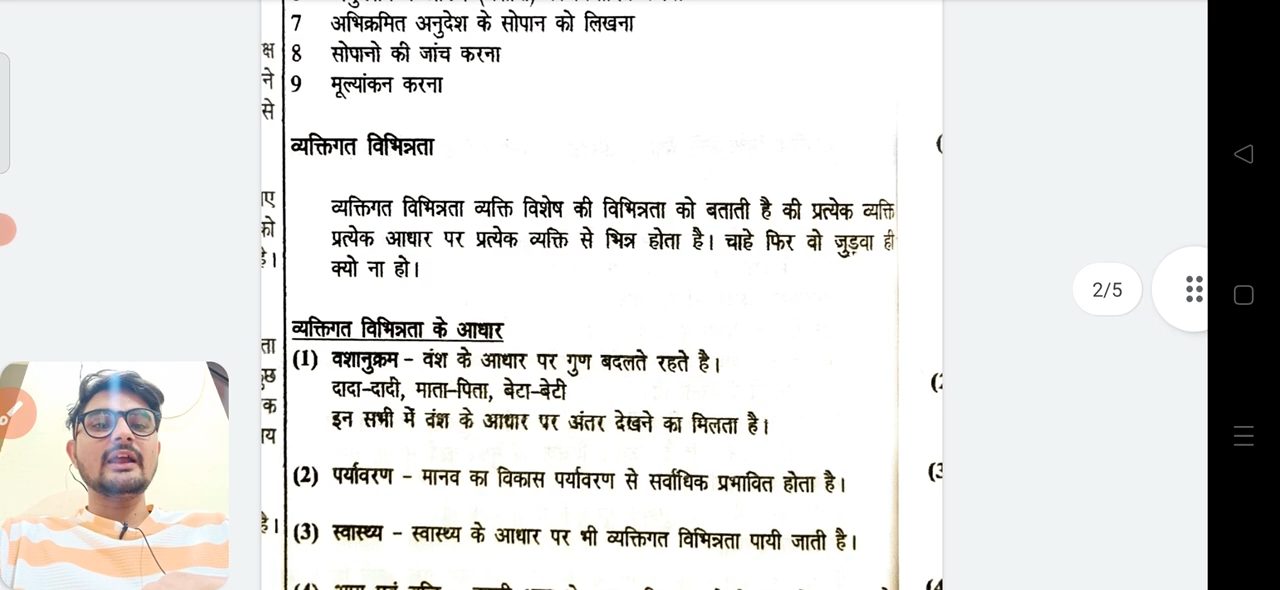 7 अभिक्रमित अनुदेश के सोपान को लिखना
क्ष
8 सोपानो की जांच करना
ने
9 मूल्यांकन करना
से
व्यक्तिगत विभिन्नता
को
व्यक्तिगत विभिन्नता व्यक्ति विशेष की विभिन्नता को बताती है की प्रत्येक व्यक्ति
प्रत्येक आधार पर प्रत्येक व्यक्ति से भिन्न होता है। चाहे फिर वो जुड़वा ही
है।
क्यो ना हो।
2/5
व्यक्तिगत विभिन्नता के आधार
ता
(1) वशानुक्रम - वंश के आधार पर गुण बदलते रहते है।
दादा-दादी, माता-पिता, बेटा-बेटी
क
इन सभी में वंश के आधार पर अंतर देखने को मिलता है।
(2) पर्यावरण - मानव का विकास पर्यावरण से सर्वाधिक प्रभावित होता है।
है।
(3) स्वास्थ्य - स्वास्थ्य के आधार पर भी व्यक्तिगत विभिन्नता पायी जाती है।